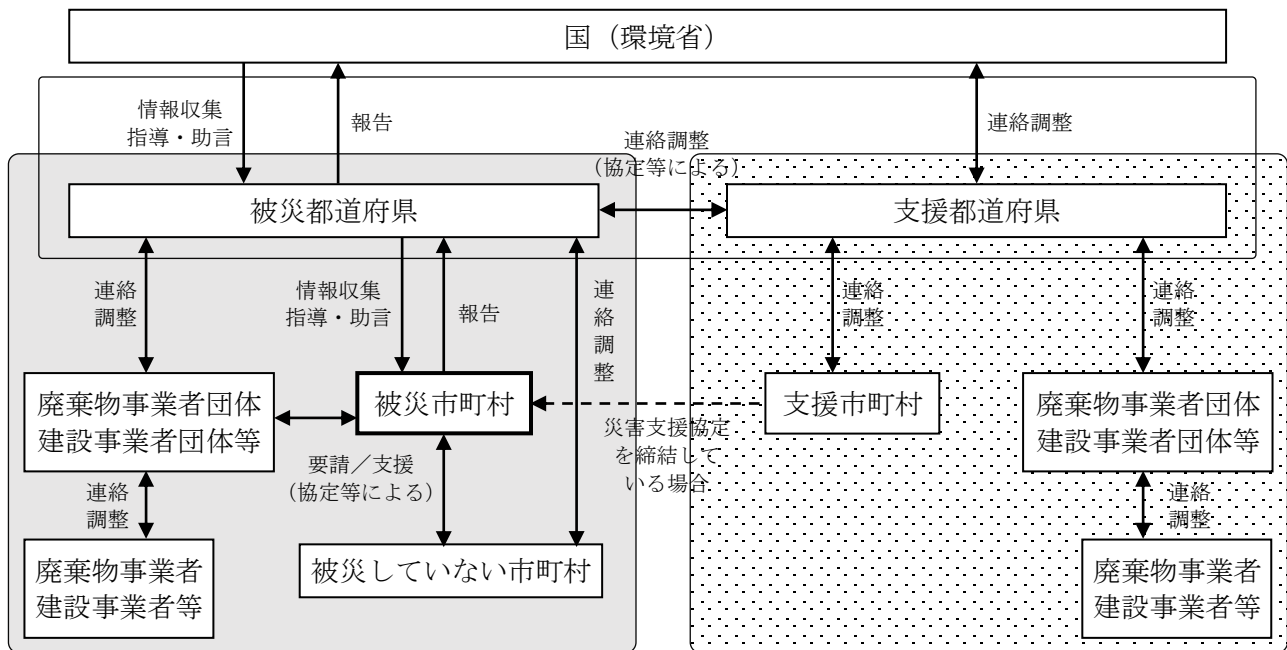 国（環境省）
情報収集
指導・助言
報告
連絡調整
（協定等による）
連絡調整
被災都道府県
支援都道府県
連絡
調整
情報収集
指導・助言
報告
連
絡
調
整
連絡
調整
連絡
調整
廃棄物事業者団体
建設事業者団体等
被災市町村
支援市町村
廃棄物事業者団体
建設事業者団体等
災害支援協定
を締結して
いる場合
要請／支援
（協定等による）
連絡
調整
連絡
調整
廃棄物事業者
建設事業者等
被災していない市町村
廃棄物事業者
建設事業者等